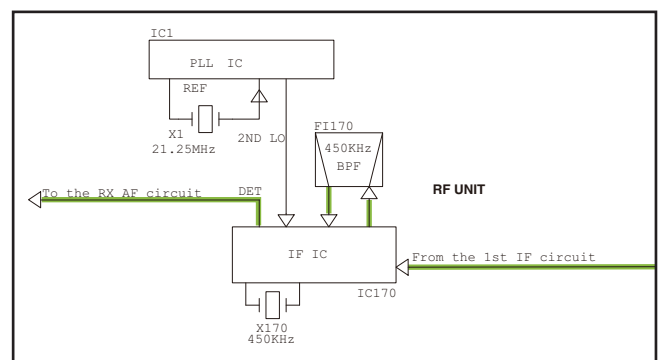 IC1
PLL IC
REF
X1
21.25MHz
2ND LO
FI170
450KHz
BPF
RF UNIT
To the RX AF circuit
DET
IF IC
From the 1st IF circuit
IC170
X170
450KHz